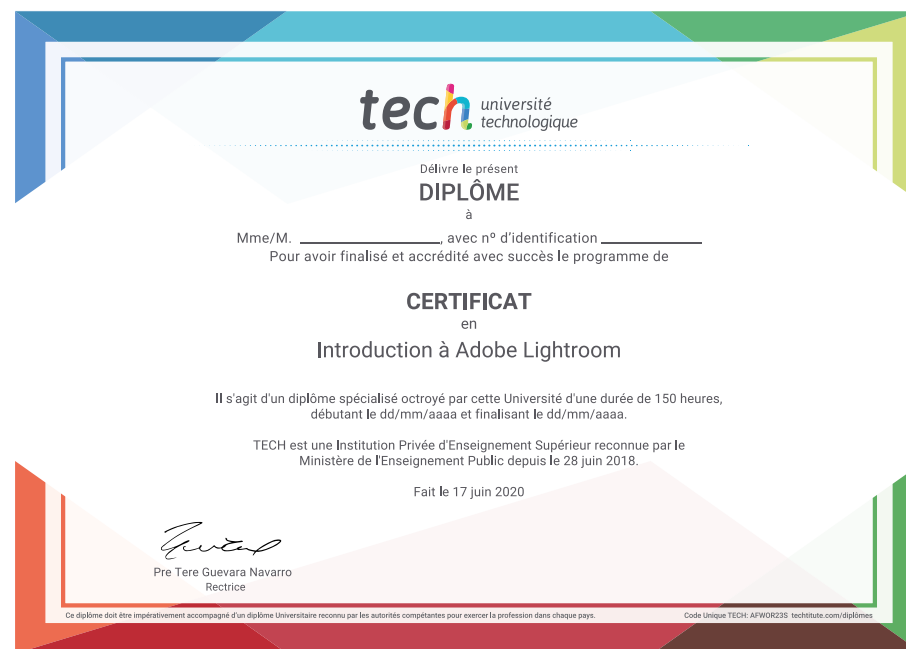 tech université
technologique
Délivre le présent
DIPLÔME
à
Mme/M. ____________________, avec nº d'identification ______________
Pour avoir finalisé et accrédité avec succès le programme de
CERTIFICAT
en
Introduction à Adobe Lightroom
Il s'agit d'un diplôme spécialisé octroyé par cette Université d'une durée de 150 heures,
débutant le dd/mm/aaaa et finalisant le dd/mm/aaaa.
TECH est une Institution Privée d'Enseignement Supérieur reconnue par le
Ministère de l'Enseignement Public depuis le 28 juin 2018.
Fait le 17 juin 2020
Pre Tere Guevara Navarro
Rectrice
Ce diplôme doit être impérativement accompagné d'un diplôme Universitaire reconnu par les autorités compétantes pour exercer la profession dans chaque pays.
Code Unique TECH: AFWOR23S techtitute.com/diplômes